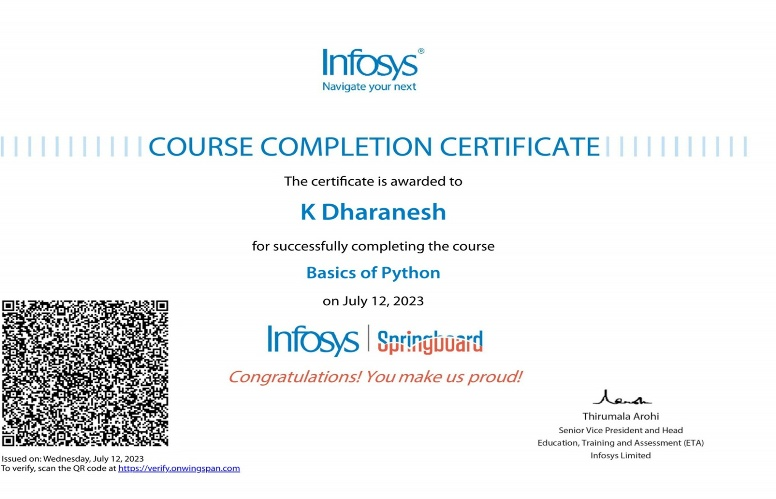 Infosys®
Navigate your next
COURSE COMPLETION CERTIFICATE
The certificate is awarded to
K Dharanesh
for successfully completing the course
Basics of Python
on July 12, 2023
Infosys | Springboard
Congratulations! You make us proud!
Thirumala Arohi
Senior Vice President and Head
Education, Training and Assessment (ETA)
Infosys Limited
Issued on: Wednesday, July 12, 2023
To verify, scan the QR code at https://verify.onwingspan.com